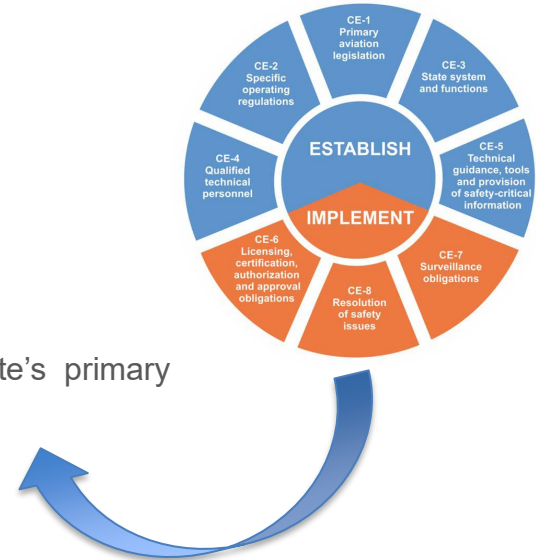 CE-1
Primary
aviation
legislation
CE-2
Specific
operating
regulations
CE-3
State system
and functions
CE-4
Qualified
technical
personnel
ESTABLISH
CE-5
Technical
guidance, tools
and provision
of safety-critical
information
IMPLEMENT
CE-6
Licensing,
certification,
authorization
and approval
obligations
CE-8
Resolution
of safety
issues
CE-7
Surveillance
obligations
te's primary